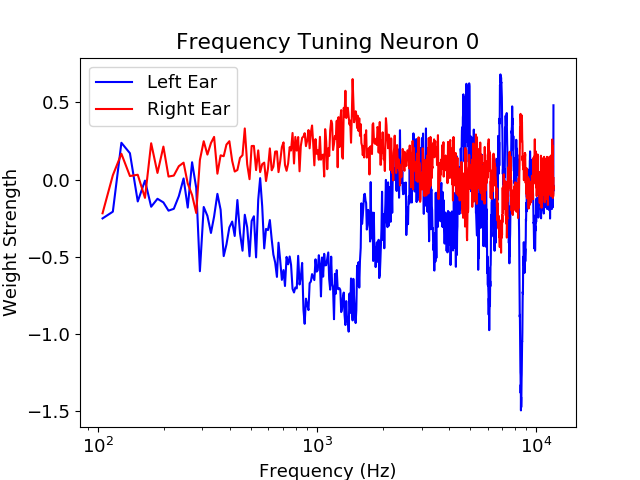 Frequency Tuning Neuron 0
Left Ear
Right Ear
0.5
0.0
−0.5
−1.0
−1.5
Weight Strength
10²
10³
10⁴
Frequency (Hz)